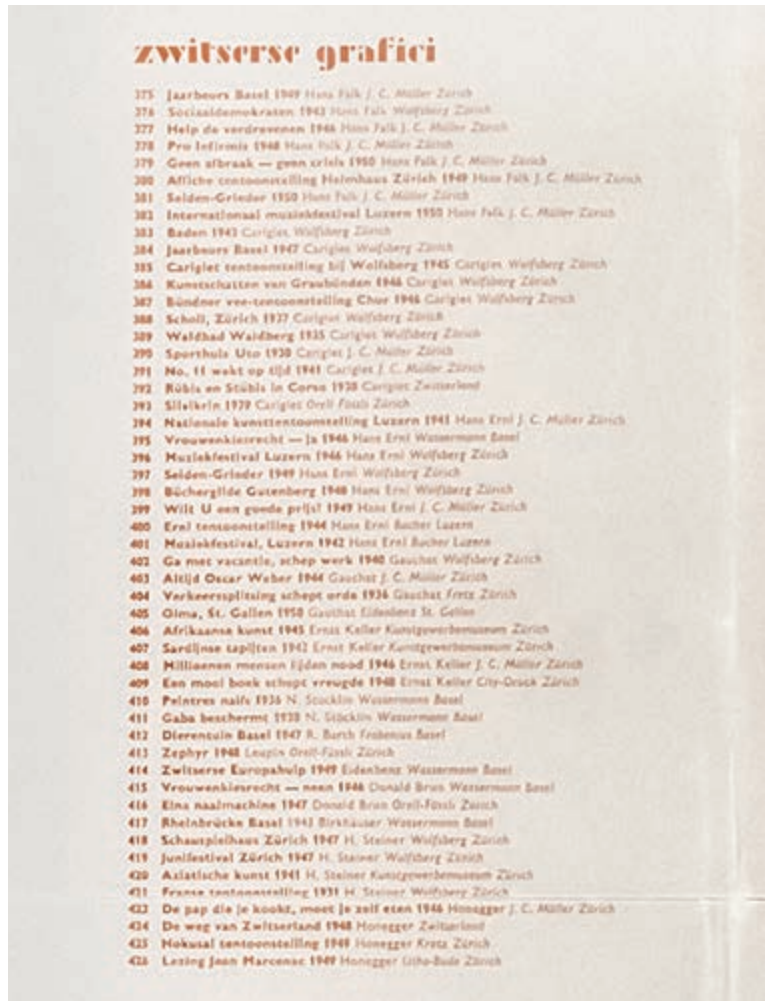 zwitserse grafici
375 Jaarbeurs Basel 1949 Hans Falk J. C. Müller Zürich
376 Sociaaldemokraten 1943 Hans Falk Wolfsberg Zürich
377 Help de verdrevenen 1946 Hans Falk J. C. Müller Zürich
378 Pro Infirmis 1948 Hans Falk J. C. Müller Zürich
379 Geen afbraak — geen crisis 1950 Hans Falk J. C. Müller Zürich
380 Affiche tentoonstelling Helmhaus Zürich 1949 Hans Falk J. C. Müller Zürich
381 Seiden-Grieder 1950 Hans Falk J. C. Müller Zürich
382 Internationaal muziekfestival Luzern 1950 Hans Falk J. C. Müller Zürich
383 Baden 1943 Carigiet Wolfsberg Zürich
384 Jaarbeurs Basel 1947 Carigiet Wolfsberg Zürich
385 Carigiet tentoonstelling bij Wolfsberg 1945 Carigiet Wolfsberg Zürich
386 Kunstschatten van Graubünden 1946 Carigiet Wolfsberg Zürich
387 Bündner vee-tentoonstelling Chur 1946 Carigiet Wolfsberg Zürich
388 Scholl, Zürich 1937 Carigiet Wolfsberg Zürich
389 Waldbad Waidberg 1935 Carigiet Wolfsberg Zürich
390 Sporthuis Uto 1930 Carigiet J. C. Müller Zürich
391 No. 11 wekt op tijd 1941 Carigiet J. C. Müller Zürich
392 Rübis en Stübis in Corso 1938 Carigiet Zwitserland
393 Carigiet Orell Füssli Zürich
394 Nationale kunsttentoonstelling Luzern 1941 Hans Erni J. C. Müller Zürich
395 Vrouwenkiesrecht — ja 1946 Hans Erni Wassermann Basel
396 Muziekfestival Luzern 1946 Hans Erni Wolfsberg Zürich
397 Seiden-Grieder 1949 Hans Erni Wolfsberg Zürich
398 Büchergilde Gutenberg 1948 Hans Erni Wolfsberg Zürich
399 Wilt U een goede prijs? 1949 Hans Erni J. C. Müller Zürich
400 Erni tentoonstelling 1944 Hans Erni Bucher Luzern
401 Muziekfestival, Luzern 1942 Hans Erni Bucher Luzern
402 Ga met vacantie, schep werk 1940 Gauchat Wolfsberg Zürich
403 Altijd Oscar Weber 1944 Gauchat J. C. Müller Zürich
404 Verkeerssplitsing schept orde 1936 Gauchat Fretz Zürich
405 Olma, St. Gallen 1950 Gauchat Eidenbenz St. Gallen
406 Afrikaanse kunst 1945 Ernst Keller Kunstgewerbemuseum Zürich
407 Sardijnse tapijten 1942 Ernst Keller Kunstgewerbemuseum Zürich
408 Millioenen mensen lijden nood 1946 Ernst Keller J. C. Müller Zürich
409 Een mooi boek schept vreugde 1948 Ernst Keller City-Druck Zürich
410 Peintres naifs 1936 N. Stöcklin Wassermann Basel
411 Gaba beschermt 1938 N. Stöcklin Wassermann Basel
412 Dierentuin Basel 1947 R. Barth Frobenius Basel
413 Zephyr 1948 Leupin Orell-Füssli Zürich
414 Zwitserse Europahulp 1949 Eidenbenz Wassermann Basel
415 Vrouwenkiesrecht — neen 1946 Donald Brun Wassermann Basel
416 Elna naaimachine 1947 Donald Brun Orell-Füssli Zürich
417 Rheinbrücke Basel 1943 Birkhäuser Wassermann Basel
418 Schauspielhaus Zürich 1947 H. Steiner Wolfsberg Zürich
419 Junifestival Zürich 1947 H. Steiner Wolfsberg Zürich
420 Aziatische kunst 1941 H. Steiner Kunstgewerbemuseum Zürich
421 Franse tentoonstelling 1931 H. Steiner Wolfsberg Zürich
423 De pap die je kookt, moet je zelf eten 1946 Honegger J. C. Müller Zürich
424 De weg van Zwitserland 1948 Honegger Zwitserland
425 Hokusai tentoonstelling 1949 Honegger Zürich
426 Lezing Jean Marcenac 1949 Honegger